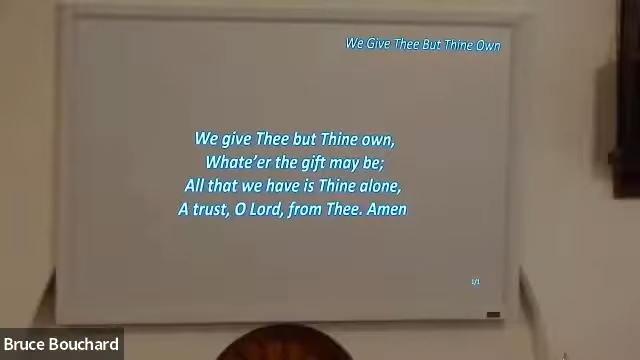 We Give Thee But Thine Own
We give Thee but Thine own,
Whate'er the gift may be;
All that we have is Thine alone,
A trust, O Lord, from Thee. Amen
1/1
Bruce Bouchard